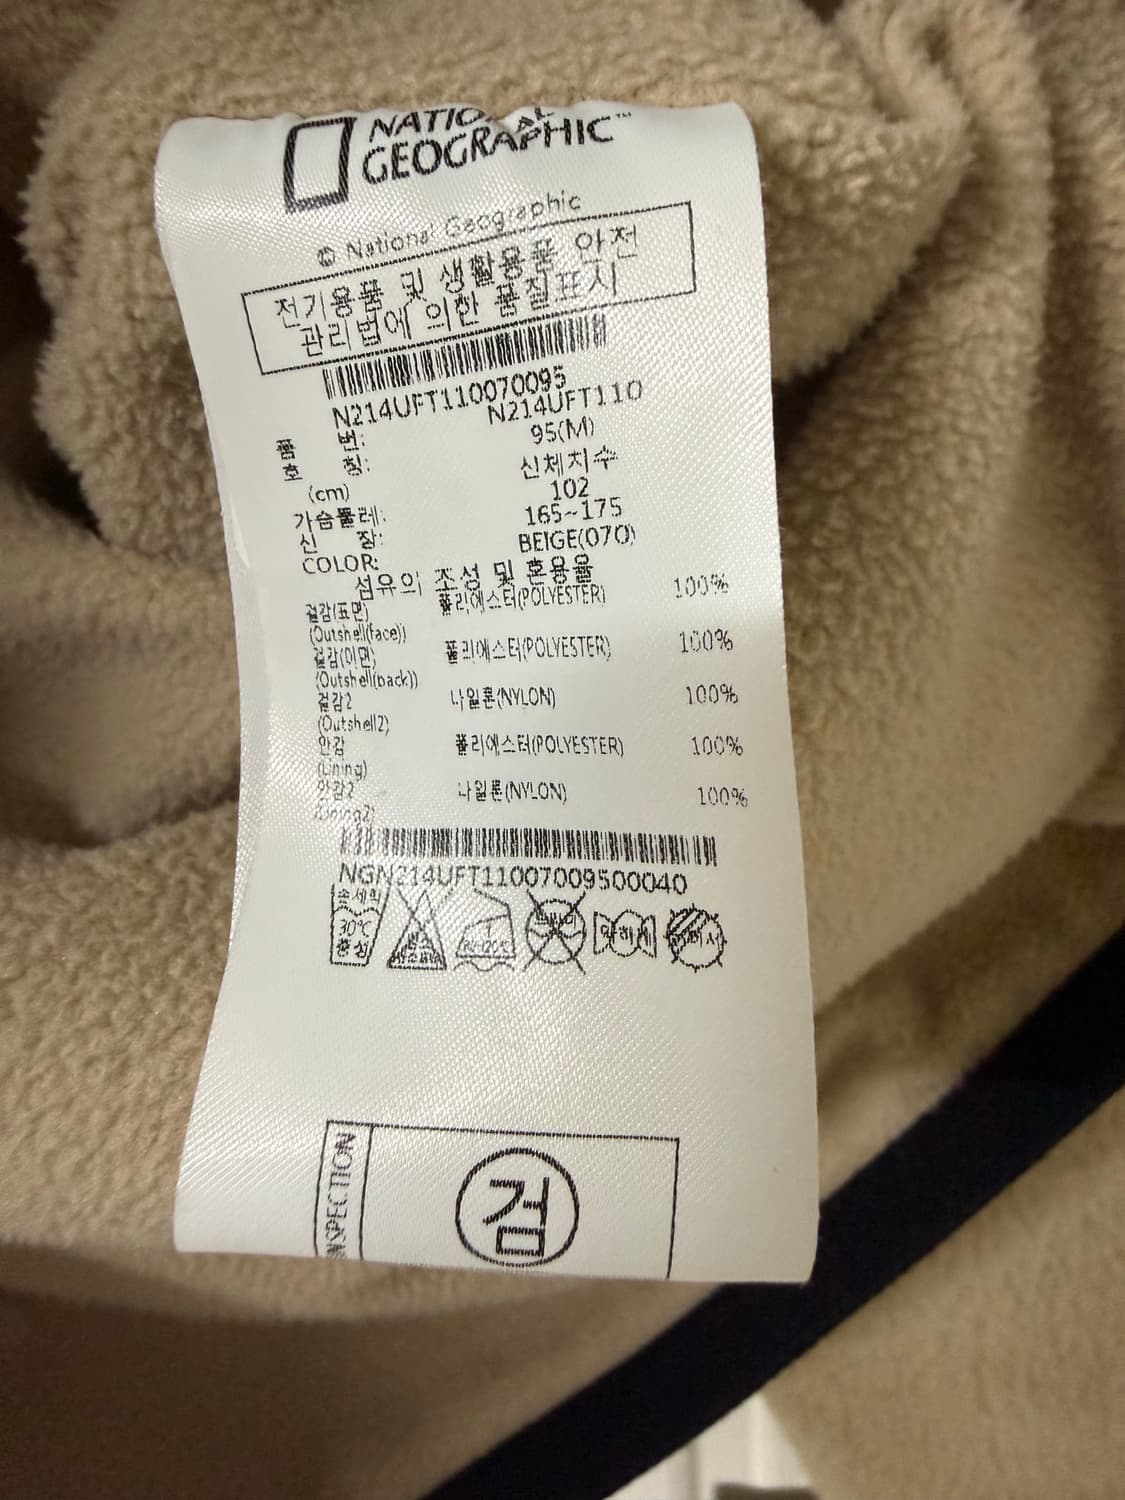 NATIONAL
GEOGRAPHIC™
© National Geographic
전기용품 및 생활용품 안전
관리법에 의한 품질표시
N214UFT110070095
품 번: N214UFT110
호 칭: 95(M)
(cm) 신체치수
가슴둘레: 102
신 장: 165~175
COLOR: BEIGE(070)
섬유의 조성 및 혼용율
겉감(표면) 폴리에스터(POLYESTER) 100%
(Outshell(face))
겉감(이면) 폴리에스터(POLYESTER) 100%
(Outshell(back))
겉감2 나일론(NYLON) 100%
(Outshell2)
안감 폴리에스터(POLYESTER) 100%
(Lining)
안감2 나일론(NYLON) 100%
(Lining2)
NGN214UFT11007009500040
손세탁
30℃
중성
약하게
INSPECTION
검